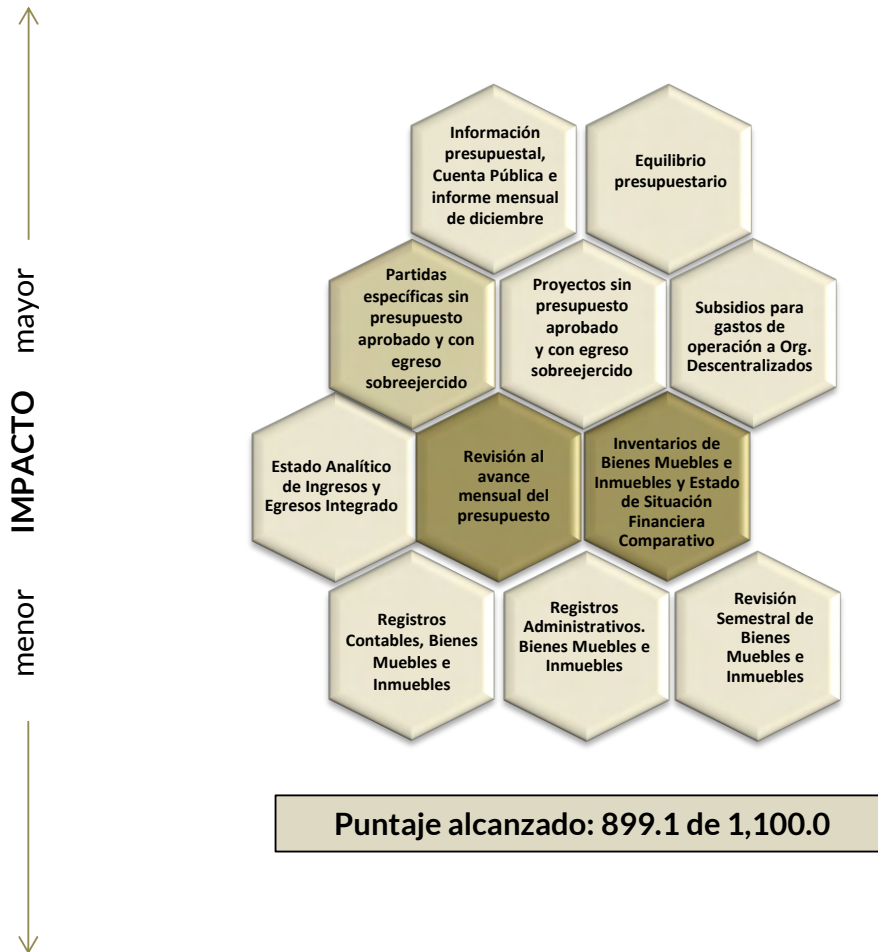 mayor
IMPACTO
menor
Información
presupuestal,
Cuenta Pública e
informe mensual
de diciembre
Equilibrio
presupuestario
Partidas
específicas sin
presupuesto
aprobado y con
egreso
sobreejercido
Proyectos sin
presupuesto
aprobado
y con egreso
sobreejercido
Subsidios para
gastos de
operación a Org.
Descentralizados
Estado Analítico
de Ingresos y
Egresos Integrado
Revisión al
avance
mensual del
presupuesto
Inventarios de
Bienes Muebles e
Inmuebles y Estado
de Situación
Financiera
Comparativo
Registros
Contables, Bienes
Muebles e
Inmuebles
Registros
Administrativos.
Bienes Muebles e
Inmuebles
Revisión
Semestral de
Bienes
Muebles e
Inmuebles
Puntaje alcanzado: 899.1 de 1,100.0